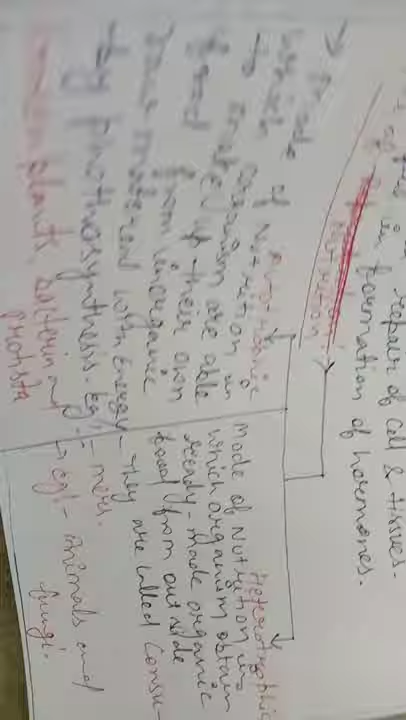 repair of Cell & tissues.
in formation of hormones.
Nutrition
Autotrophic
Mode of Nutrition in
which organism are able
to make up their own
food from inorganic
material with energy
by photosynthesis. Eg:-
plants, bacteria and
protista
Heterotrophic
Mode of Nutrition in
which organism obtain
ready-made organic
food from outside
they are called Consu-
mers.
→ eg:- Animals and
fungi.